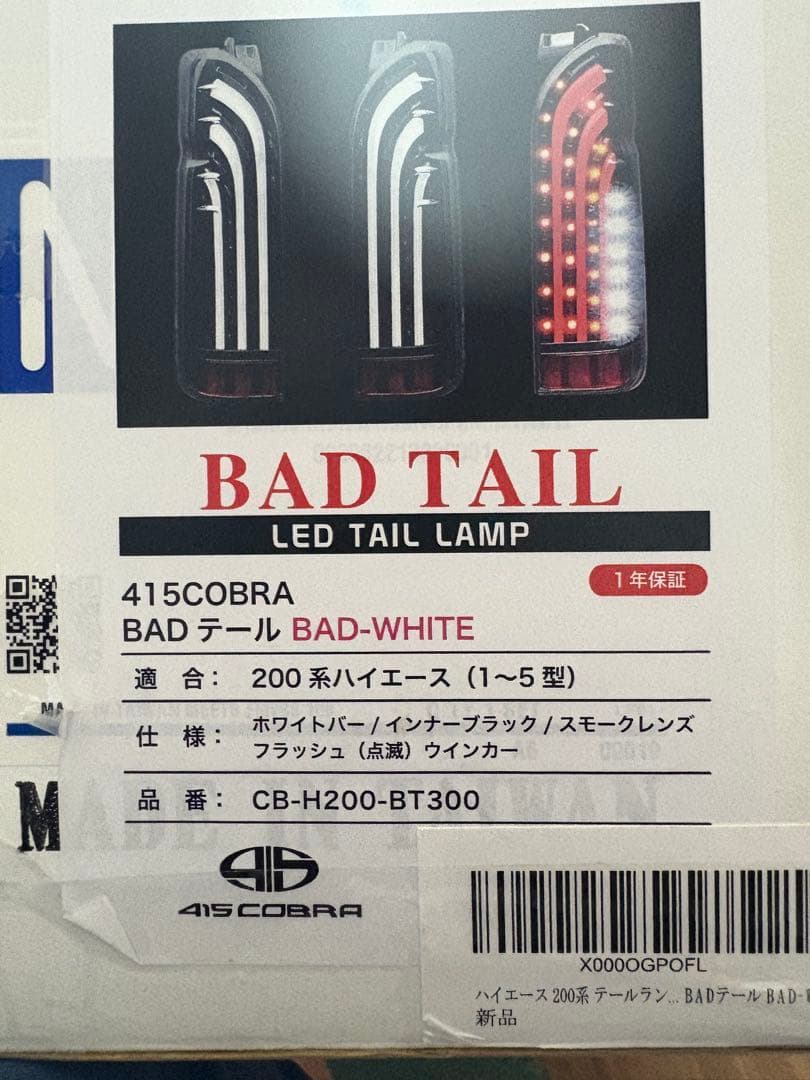 BAD TAIL
LED TAIL LAMP
1年保証
415COBRA
BADテール BAD-WHITE
適 合： 200系ハイエース（1～5型）
仕 様： ホワイトバー / インナーブラック / スモークレンズ
フラッシュ（点滅）ウインカー
品 番： CB-H200-BT300
MADE IN TAIWAN
415COBRA
X000OGPOFL
ハイエース 200系 テールラン... BADテール BAD-W
新品